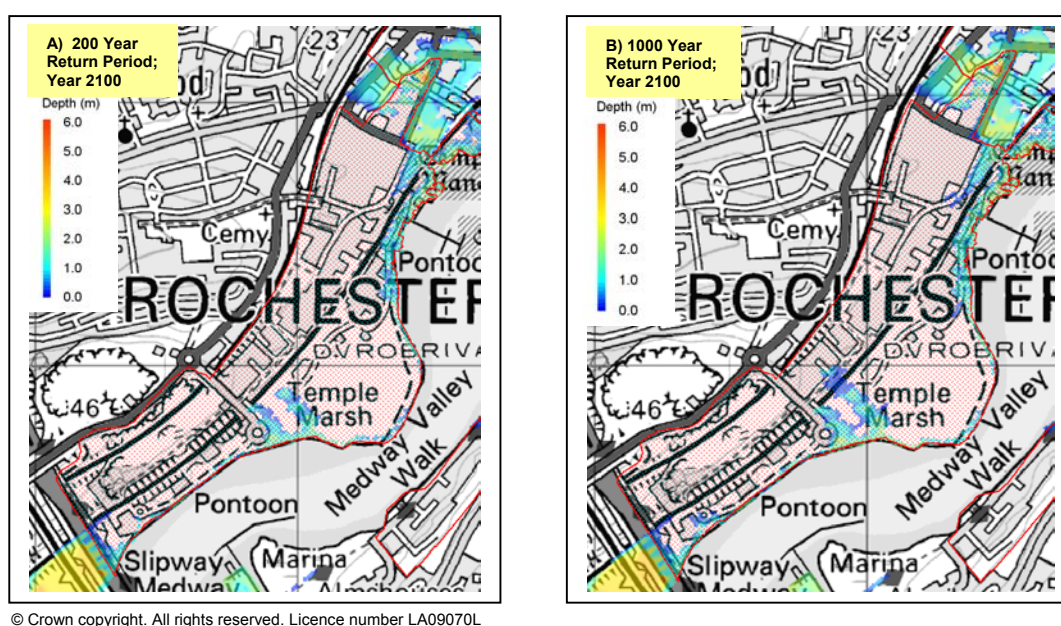 A) 200 Year
Return Period;
Year 2100
Depth (m)
6.0
5.0
4.0
3.0
2.0
1.0
0.0
23
od
Cemy
Pontoo
ROCHESTER
DVROBRIVA
46
Temple
Marsh
Medway Valley
Walk
Pontoon
Slipway
Marina
Medway
B) 1000 Year
Return Period;
Year 2100
Depth (m)
6.0
5.0
4.0
3.0
2.0
1.0
0.0
23
od
Cemy
Pontoo
ROCHESTER
DVROBRIVA
46
Temple
Marsh
Medway Valley
Walk
Pontoon
Slipway
Marina
© Crown copyright. All rights reserved. Licence number LA09070L